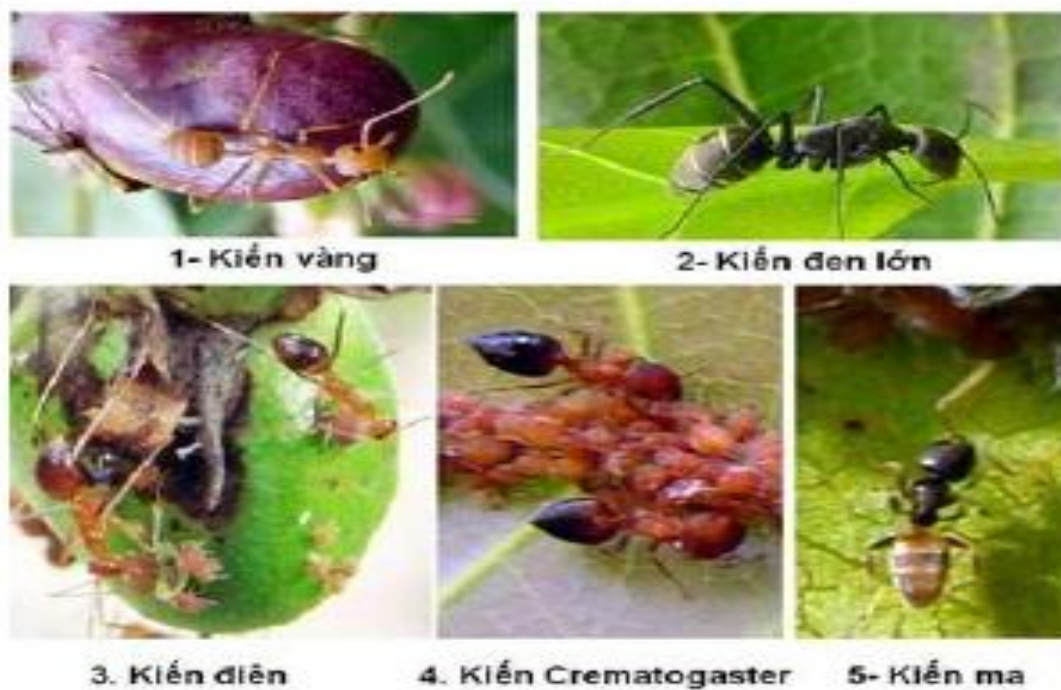 1- Kiến vàng
2- Kiến đen lớn
3. Kiến điên
4. Kiến Crematogaster
5- Kiến ma